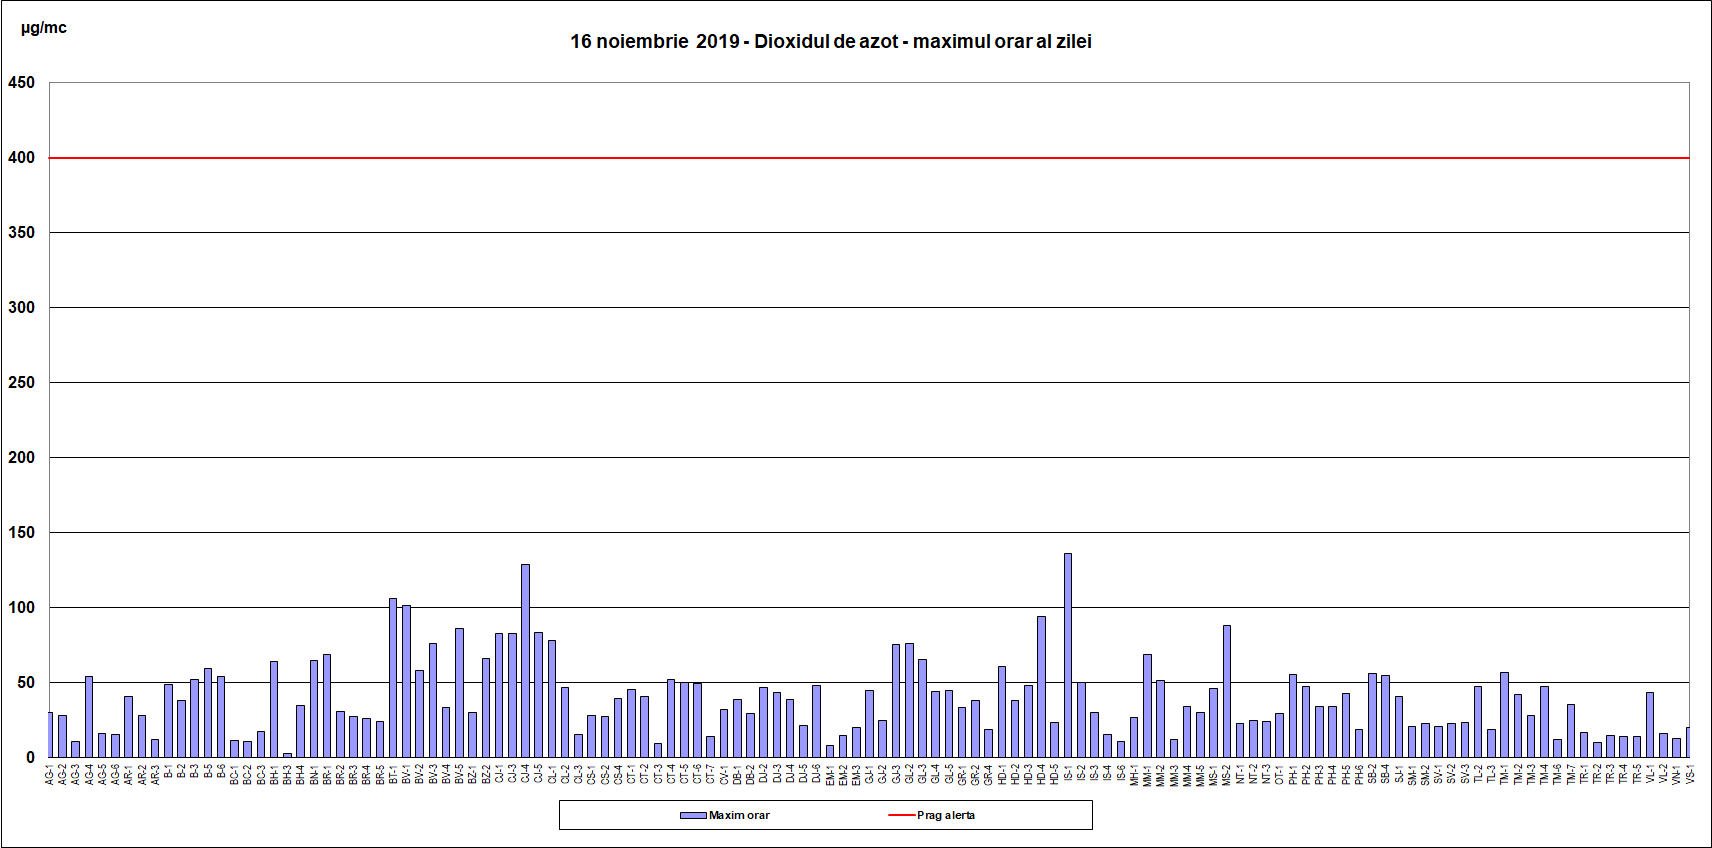 µg/mc
16 noiembrie 2019 - Dioxidul de azot - maximul orar al zilei
450
400
350
300
250
200
150
100
50
0
AG-1 AG-2 AG-3 AG-4 AG-5 AG-6 AR-1 AR-2 AR-3 B-1 B-2 B-3 B-5 B-6 BC-1 BC-2 BC-3 BH-1 BH-3 BH-4 BN-1 BR-1 BR-2 BR-3 BR-4 BR-5 BT-1 BV-1 BV-2 BV-3 BV-4 BV-5 BZ-1 BZ-2 CJ-1 CJ-3 CJ-4 CJ-5 CL-1 CL-2 CL-3 CS-1 CS-2 CS-4 CT-1 CT-2 CT-3 CT-4 CT-5 CT-6 CT-7 CV-1 DB-1 DB-2 DJ-2 DJ-3 DJ-4 DJ-5 DJ-6 EM-1 EM-2 EM-3 GJ-1 GJ-2 GJ-3 GL-2 GL-3 GL-4 GL-5 GR-1 GR-2 GR-4 HD-1 HD-2 HD-3 HD-4 HD-5 IS-1 IS-2 IS-3 IS-4 IS-6 MH-1 MM-1 MM-2 MM-3 MM-4 MM-5 MS-1 MS-2 NT-1 NT-2 NT-3 OT-1 PH-1 PH-2 PH-3 PH-4 PH-5 PH-6 SB-2 SB-4 SJ-1 SM-1 SM-2 SV-1 SV-2 SV-3 TL-2 TL-3 TM-1 TM-2 TM-3 TM-4 TM-6 TM-7 TR-1 TR-2 TR-3 TR-4 TR-5 VL-1 VL-2 VN-1 VS-1
Maxim orar Prag alerta